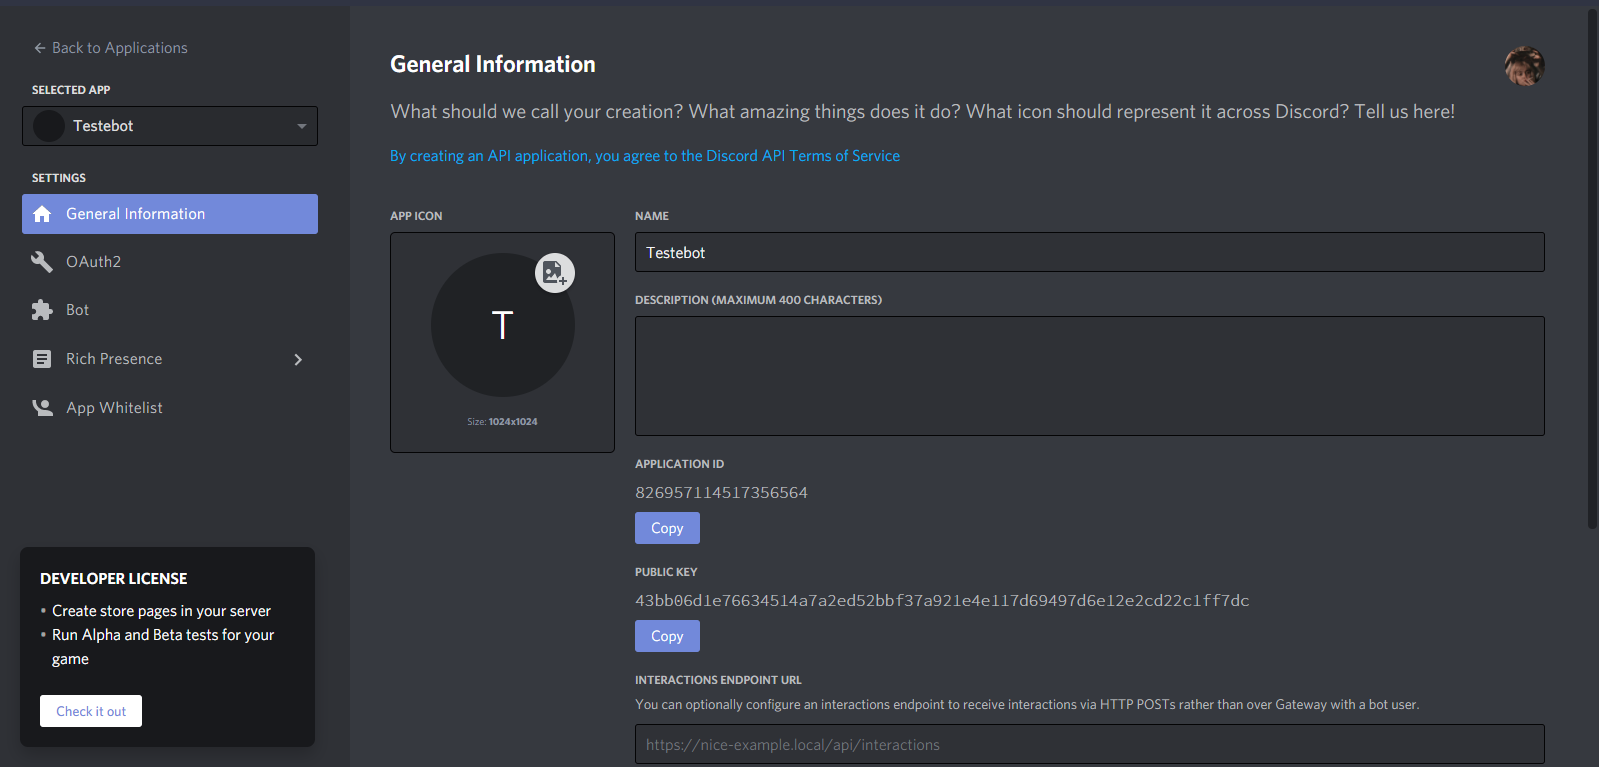 Back to Applications
SELECTED APP
Testebot
SETTINGS
General Information
OAuth2
Bot
Rich Presence
App Whitelist
DEVELOPER LICENSE
• Create store pages in your server
• Run Alpha and Beta tests for your
game
Check it out
General Information
What should we call your creation? What amazing things does it do? What icon should represent it across Discord? Tell us here!
By creating an API application, you agree to the Discord API Terms of Service
APP ICON
T
Size: 1024x1024
NAME
Testebot
DESCRIPTION (MAXIMUM 400 CHARACTERS)
APPLICATION ID
826957114517356564
Copy
PUBLIC KEY
43bb06d1e76634514a7a2ed52bbf37a921e4e117d69497d6e12e2cd22c1ff7dc
Copy
INTERACTIONS ENDPOINT URL
You can optionally configure an interactions endpoint to receive interactions via HTTP POSTs rather than over Gateway with a bot user.
https://nice-example.local/api/interactions